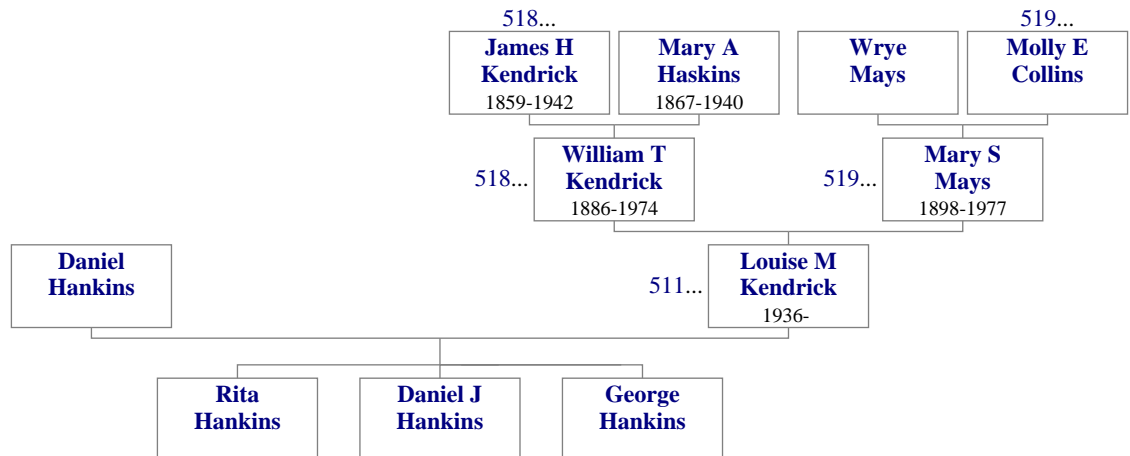 518...
519...
James H
Kendrick
1859-1942
Mary A
Haskins
1867-1940
Wrye
Mays
Molly E
Collins
518...
William T
Kendrick
1886-1974
519...
Mary S
Mays
1898-1977
Daniel
Hankins
511...
Louise M
Kendrick
1936-
Rita
Hankins
Daniel J
Hankins
George
Hankins